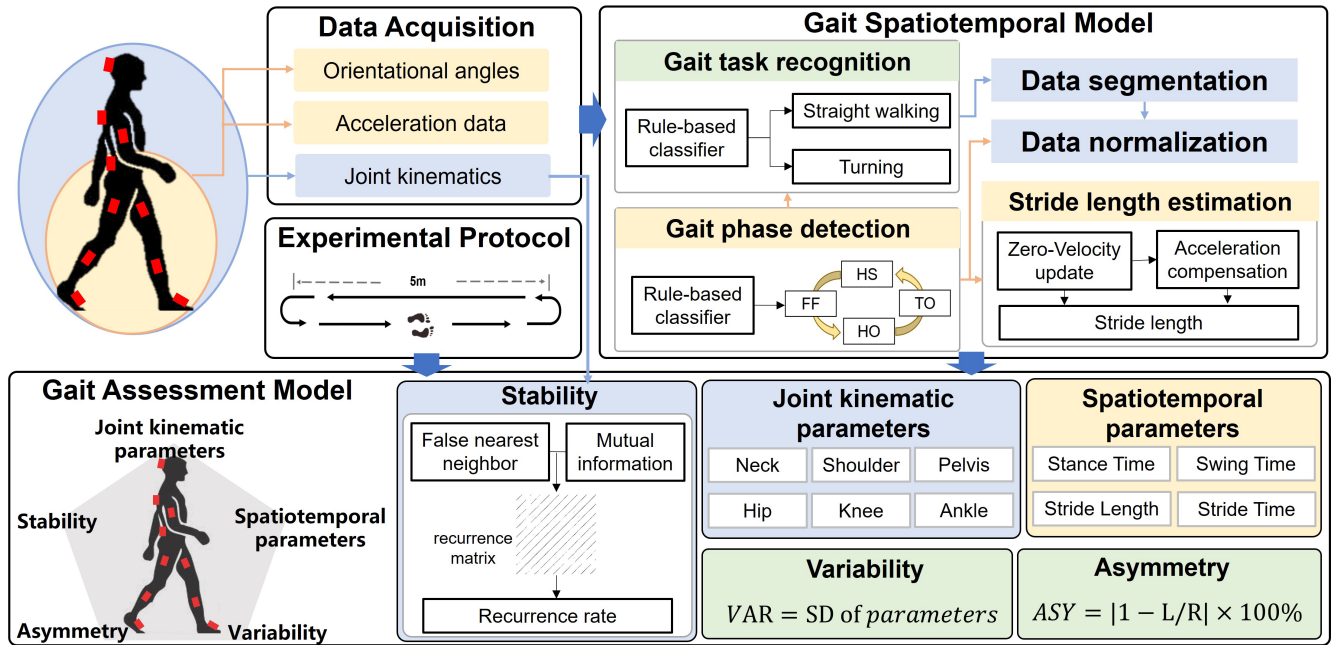 Data Acquisition
Orientational angles
Acceleration data
Joint kinematics
Experimental Protocol
5m
Gait Spatiotemporal Model
Gait task recognition
Rule-based
classifier
Straight walking
Turning
Gait phase detection
Rule-based
classifier
HS
FF
TO
HO
Data segmentation
Data normalization
Stride length estimation
Zero-Velocity
update
Acceleration
compensation
Stride length
Gait Assessment Model
Joint kinematic
parameters
Stability
Spatiotemporal
parameters
Asymmetry
Variability
Stability
False nearest
neighbor
Mutual
information
recurrence
matrix
Recurrence rate
Joint kinematic
parameters
Neck
Shoulder
Pelvis
Hip
Knee
Ankle
Spatiotemporal
parameters
Stance Time
Swing Time
Stride Length
Stride Time
Variability
VAR = SD of parameters
Asymmetry
ASY = |1 − L/R| × 100%